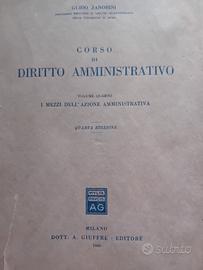 GUIDO ZANOBINI
CORSO
DI
DIRITTO AMMINISTRATIVO
VOLUME QUARTO
I MEZZI DELL'AZIONE AMMINISTRATIVA
QUARTA EDIZIONE
AG
MILANO
DOTT. A. GIUFFRÈ - EDITORE
subito